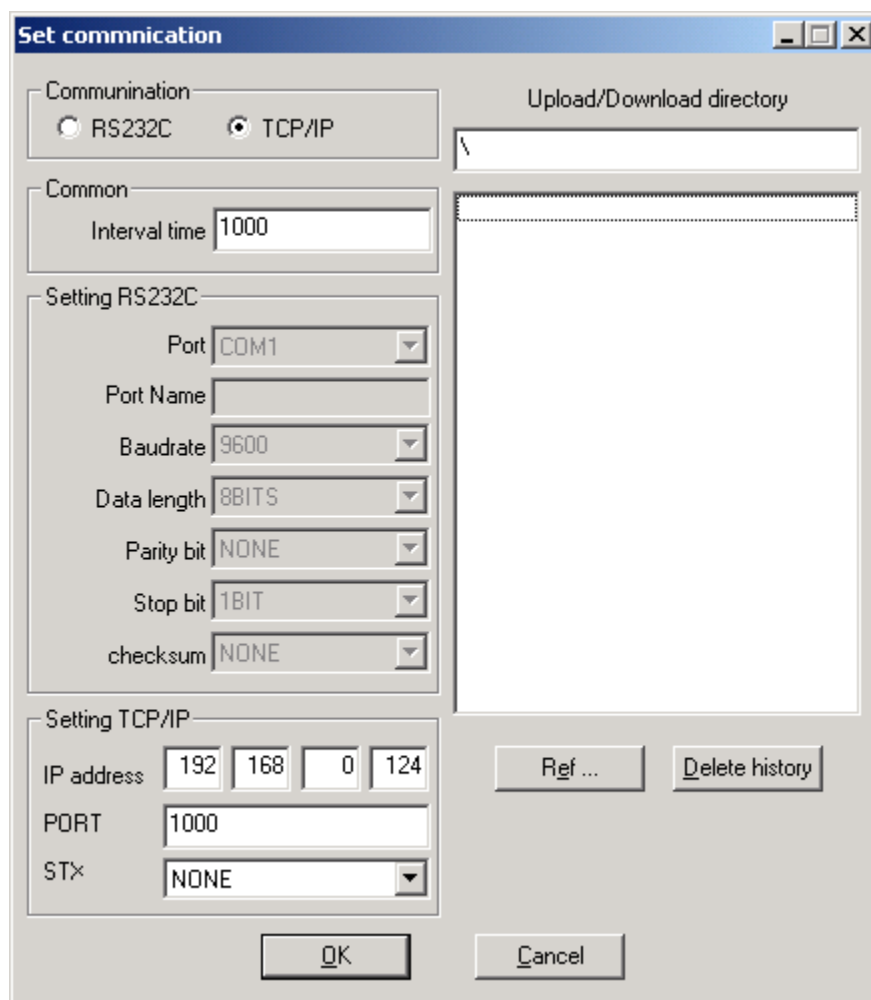 Set commnication
Communination
RS232C TCP/IP
Common
Interval time 1000
Setting RS232C
Port COM1
Port Name
Baudrate 9600
Data length 8BITS
Parity bit NONE
Stop bit 1BIT
checksum NONE
Setting TCP/IP
IP address 192 168 0 124
PORT 1000
STX NONE
Upload/Download directory
\
Ref ... Delete history
OK Cancel